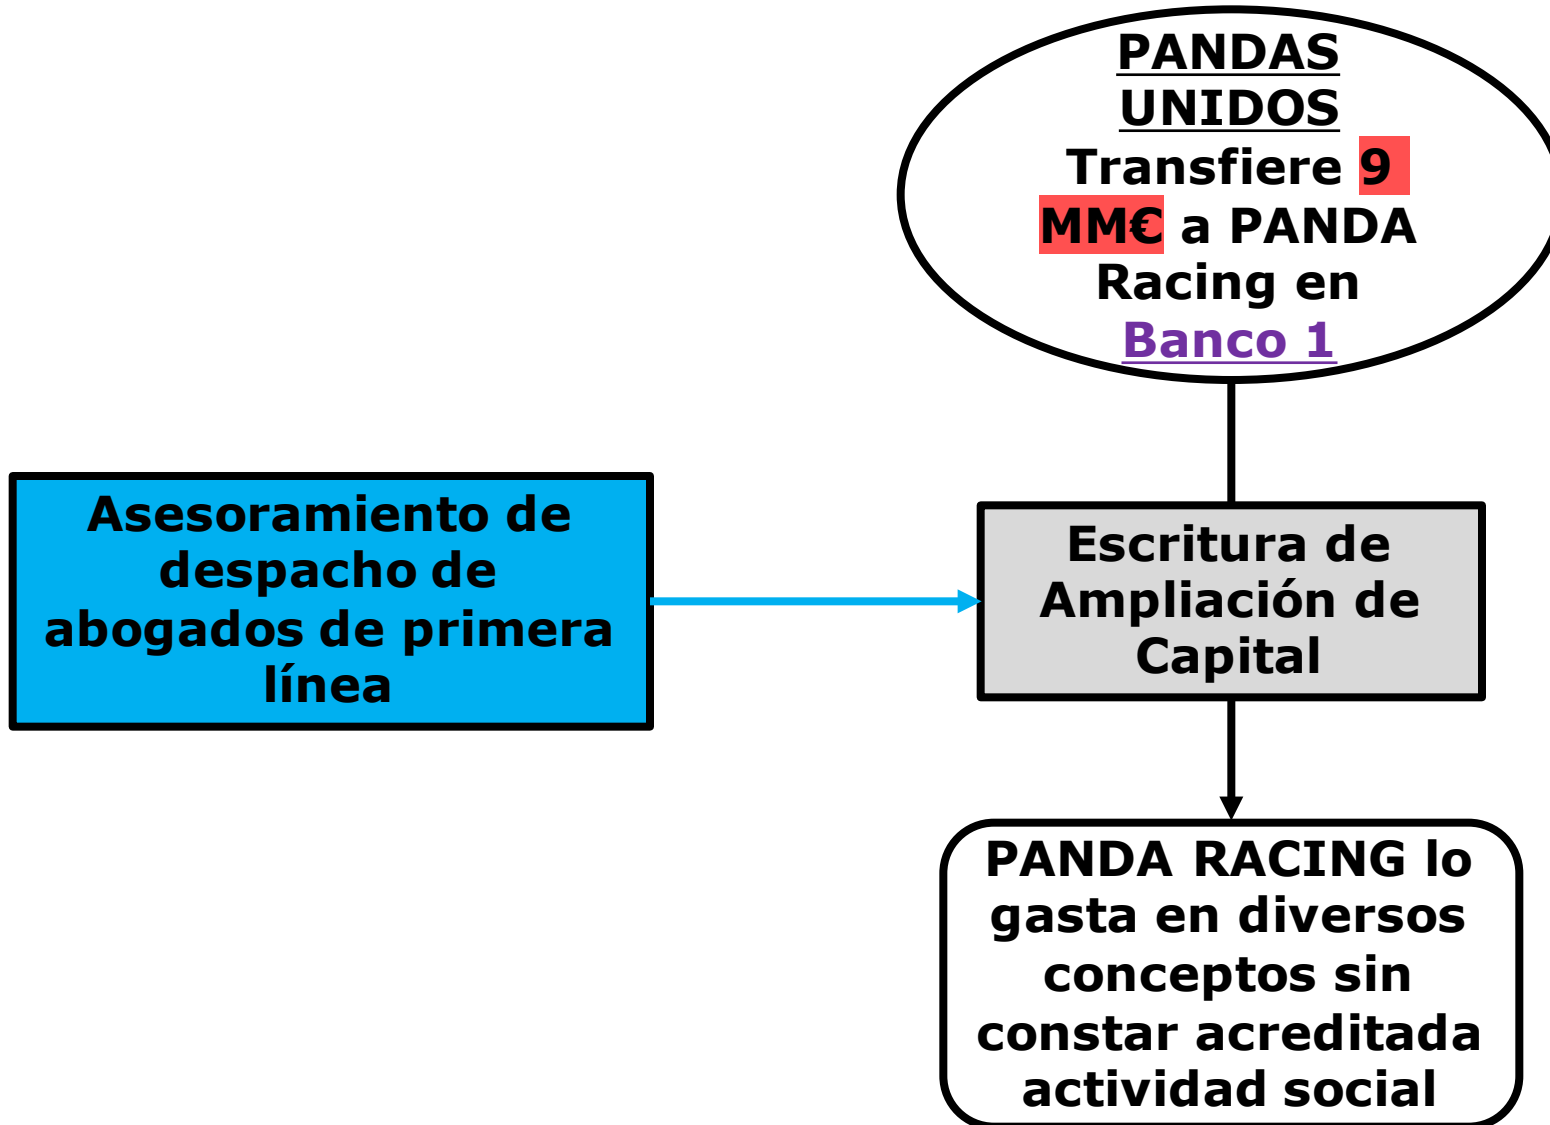 PANDAS
UNIDOS
Transfiere 9
MM€ a PANDA
Racing en
Banco 1
Asesoramiento de
despacho de
abogados de primera
línea
Escritura de
Ampliación de
Capital
PANDA RACING lo
gasta en diversos
conceptos sin
constar acreditada
actividad social